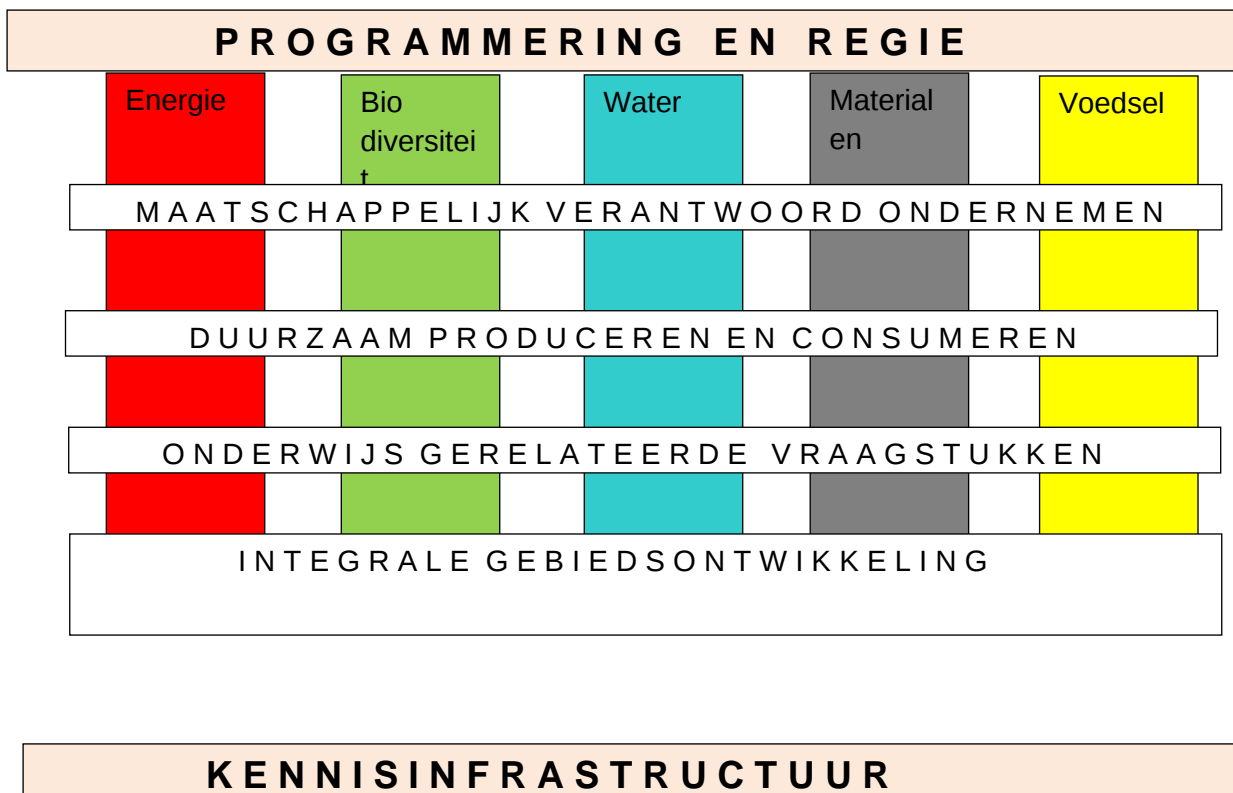 PROGRAMMERING EN REGIE
Energie
Bio
diversitei
t
Water
Material
en
Voedsel
MAATSCHAPPELIJK VERANTWOORD ONDERNEMEN
DUURZAAM PRODUCEREN EN CONSUMEREN
ONDERWIJS GERELATEERDE VRAAGSTUKKEN
INTEGRALE GEBIEDSONTWIKKELING
KENNISINFRASTRUCTUUR